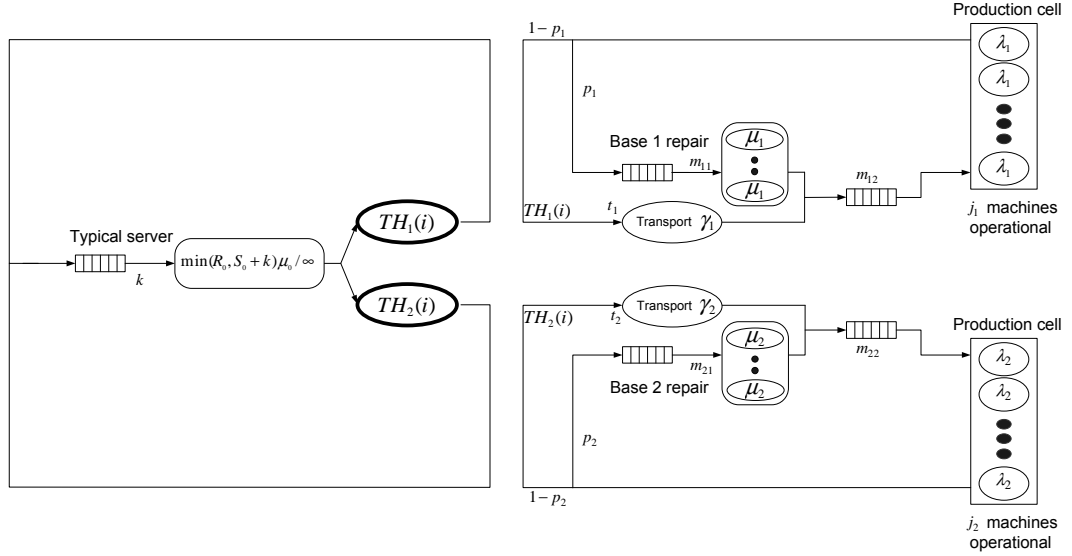 Typical server
k
min(R₀, S₀ + k)μ₀ / ∞
TH₁(i)
TH₂(i)
1 − p₁
p₁
Base 1 repair
m₁₁
μ₁
μ₁
TH₁(i)
t₁
Transport γ₁
m₁₂
Production cell
λ₁
λ₁
λ₁
j₁ machines
operational
TH₂(i)
t₂
Transport γ₂
m₂₁
μ₂
μ₂
Base 2 repair
m₂₂
p₂
1 − p₂
Production cell
λ₂
λ₂
λ₂
j₂ machines
operational